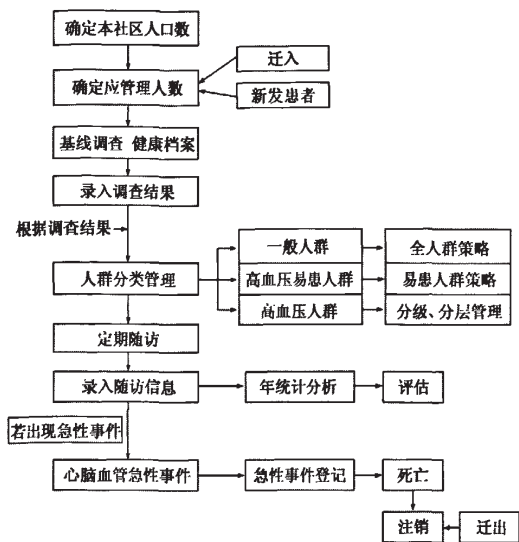 确定本社区人口数
迁入
确定应管理人数
新发患者
基线调查 健康档案
录入调查结果
根据调查结果
一般人群
全人群策略
人群分类管理
高血压易患人群
易患人群策略
高血压人群
分级、分层管理
定期随访
录入随访信息
年统计分析
评估
若出现急性事件
心脑血管急性事件
急性事件登记
死亡
注销
迁出